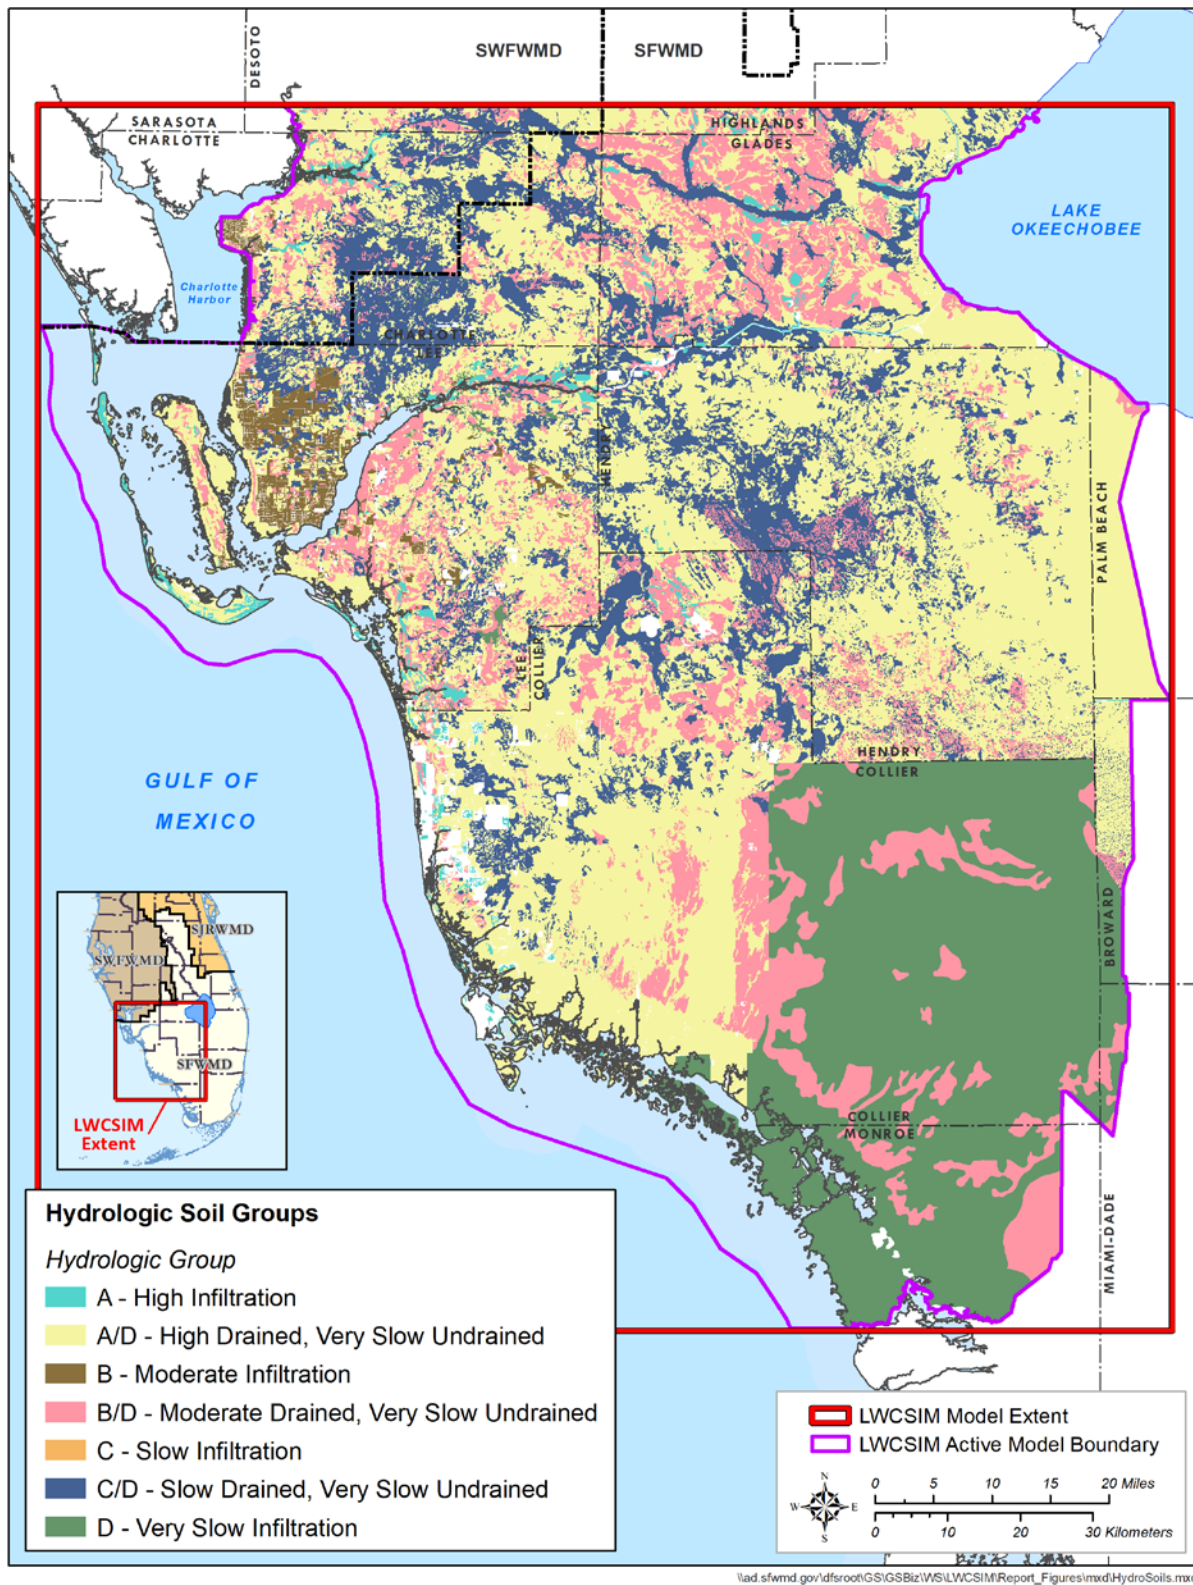 SWFWMD
SFWMD
DESOTO
SARASOTA
CHARLOTTE
HIGHLANDS
GLADES
LAKE
OKEECHOBEE
Charlotte
Harbor
CHARLOTTE
LEE
HENDRY
PALM BEACH
LEE
COLLIER
HENDRY
COLLIER
GULF OF
MEXICO
BROWARD
SJRWMD
SWFWMD
SFWMD
LWCSIM
Extent
COLLIER
MONROE
MIAMI-DADE
Hydrologic Soil Groups
Hydrologic Group
A - High Infiltration
A/D - High Drained, Very Slow Undrained
B - Moderate Infiltration
B/D - Moderate Drained, Very Slow Undrained
C - Slow Infiltration
C/D - Slow Drained, Very Slow Undrained
D - Very Slow Infiltration
LWCSIM Model Extent
LWCSIM Active Model Boundary
N
W E
S
0 5 10 15 20 Miles
0 10 20 30 Kilometers
\\ad.sfwmd.gov\dfsroot\GS\GSBiz\WS\LWCSIM\Report_Figures\mxd\HydroSoils.mxd